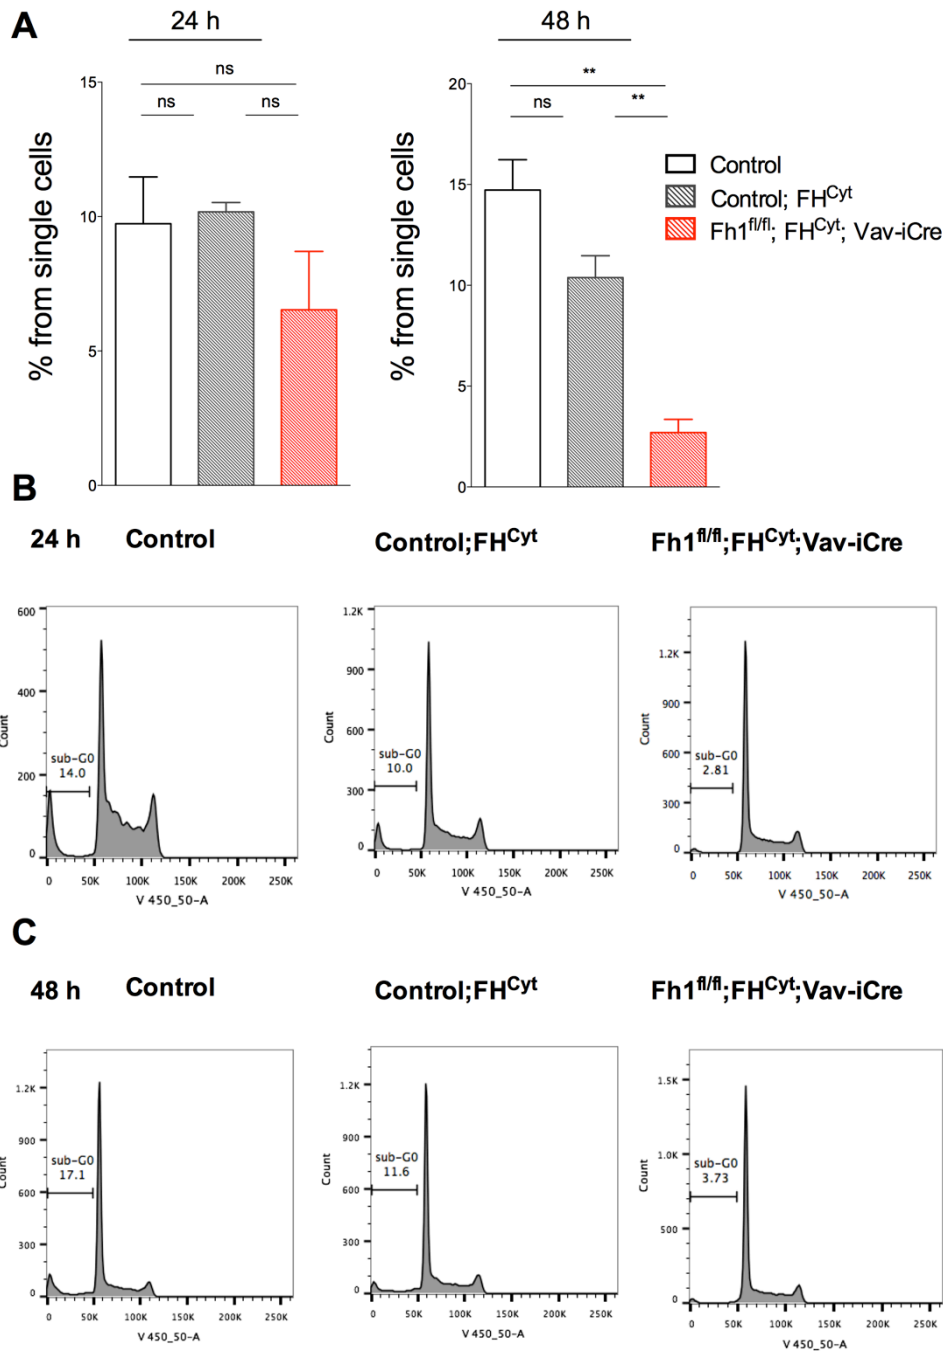 A
24 h
48 h
ns
ns
ns
**
ns
**
% from single cells
15
10
5
0
% from single cells
20
15
10
5
0
Control
Control; FHCyt
Fh1fl/fl; FHCyt; Vav-iCre
B
24 h Control Control;FHCyt Fh1fl/fl;FHCyt;Vav-iCre
600
400
200
0
Count
sub-G0
14.0
0 50K 100K 150K 200K 250K
V 450_50-A
1.2K
900
600
300
0
Count
sub-G0
10.0
0 50K 100K 150K 200K 250K
V 450_50-A
1.2K
900
600
300
0
Count
sub-G0
2.81
0 50K 100K 150K 200K 250K
V 450_50-A
C
48 h Control Control;FHCyt Fh1fl/fl;FHCyt;Vav-iCre
1.2K
900
600
300
0
Count
sub-G0
17.1
0 50K 100K 150K 200K 250K
V 450_50-A
1.2K
900
600
300
0
Count
sub-G0
11.6
0 50K 100K 150K 200K 250K
V 450_50-A
1.5K
1.0K
500
0
Count
sub-G0
3.73
0 50K 100K 150K 200K 250K
V 450_50-A